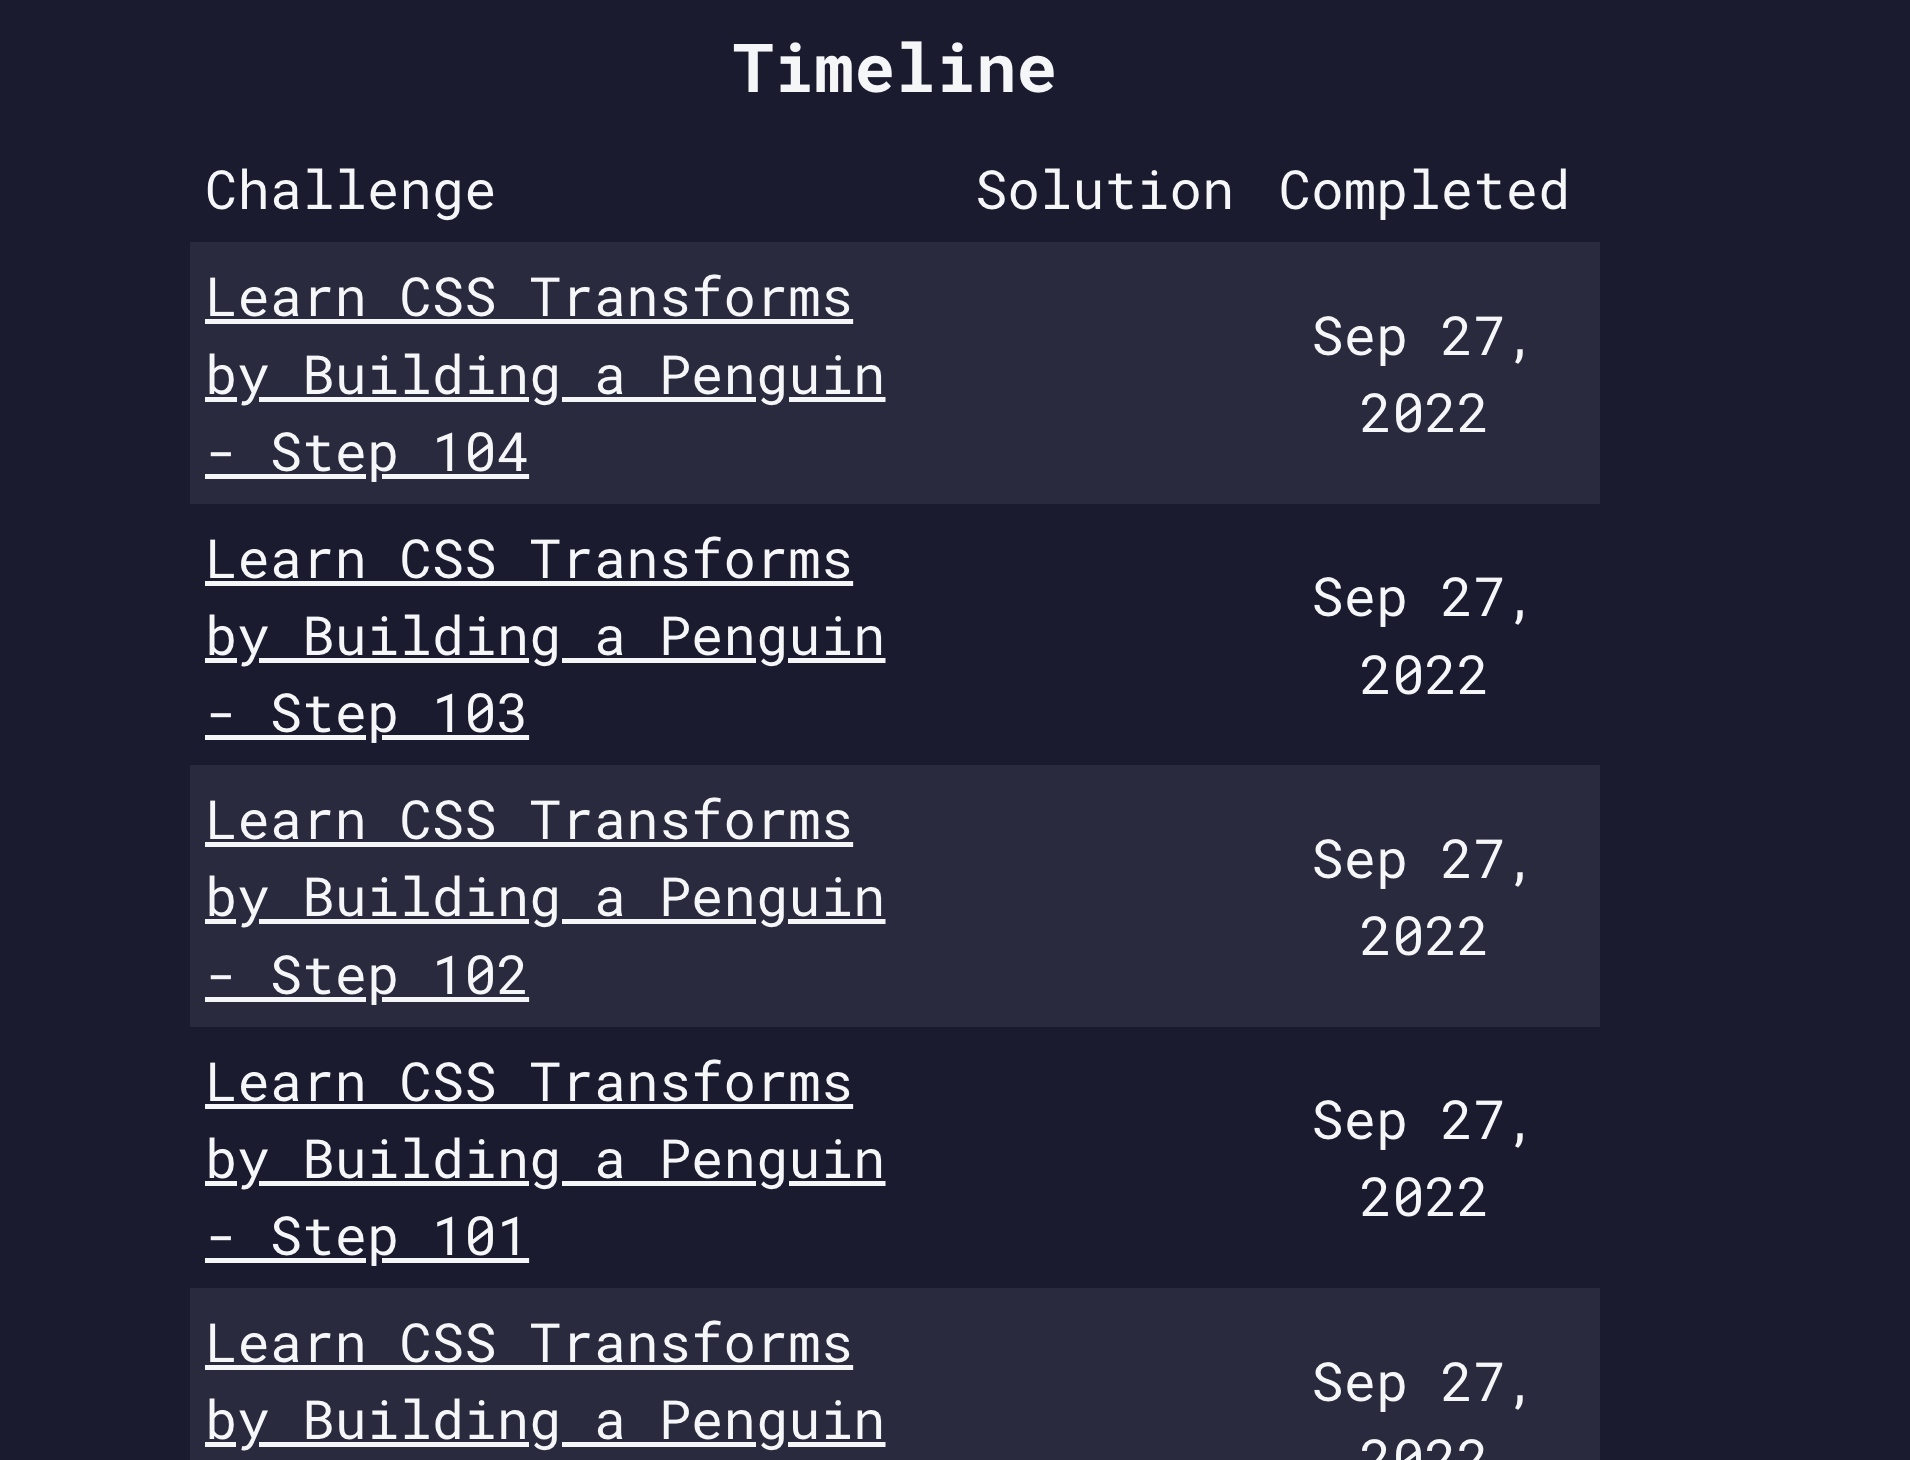 Timeline
Challenge Solution Completed
Learn CSS Transforms
by Building a Penguin
- Step 104
Sep 27,
2022
Learn CSS Transforms
by Building a Penguin
- Step 103
Sep 27,
2022
Learn CSS Transforms
by Building a Penguin
- Step 102
Sep 27,
2022
Learn CSS Transforms
by Building a Penguin
- Step 101
Sep 27,
2022
Learn CSS Transforms
by Building a Penguin
Sep 27,
2022